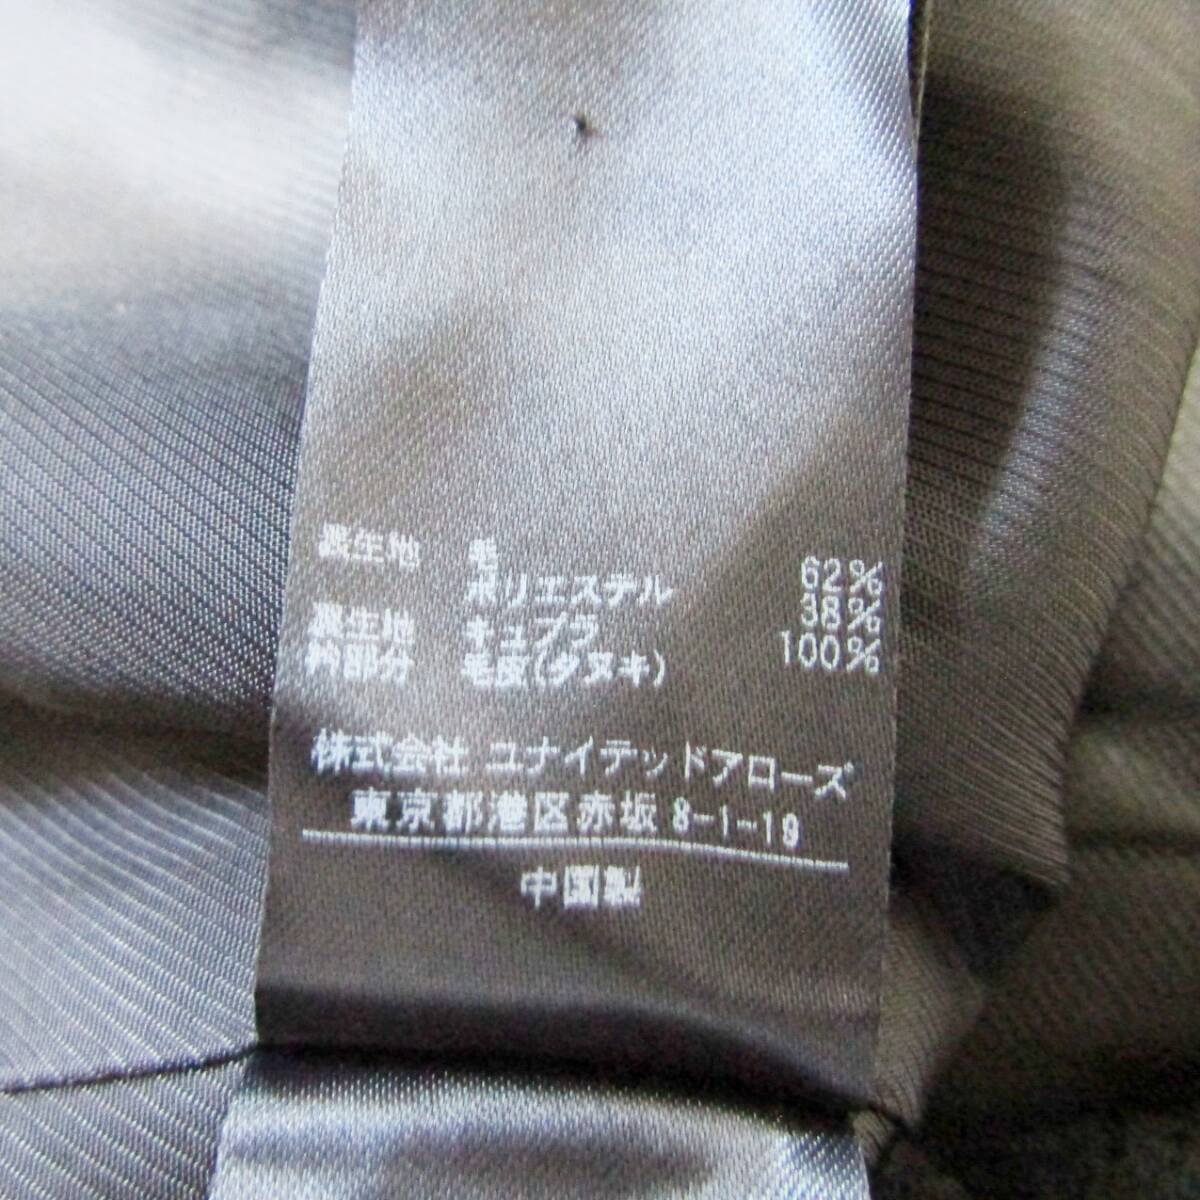 表生地 毛 62%
ポリエステル 38%
裏生地 キュプラ 100%
衿部分 毛皮(タヌキ)
株式会社 ユナイテッドアローズ
東京都港区赤坂 8-1-19
中国製